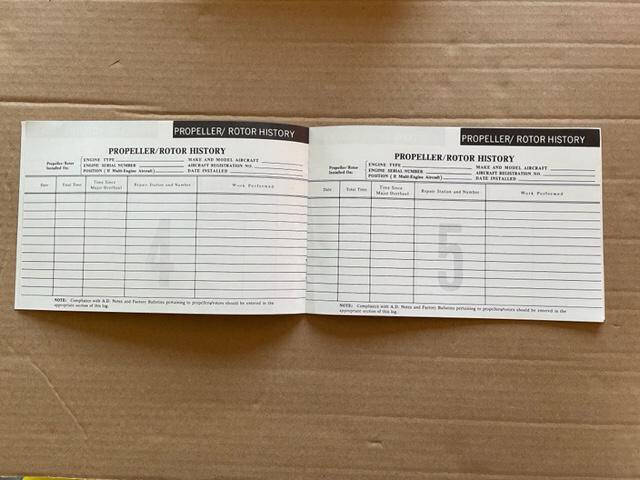 PROPELLER/ ROTOR HISTORY
PROPELLER/ROTOR HISTORY
Propeller/Rotor Installed On:
ENGINE TYPE MAKE AND MODEL AIRCRAFT
ENGINE SERIAL NUMBER AIRCRAFT REGISTRATION NO.
POSITION ( If Multi-Engine Aircraft) DATE INSTALLED
Date Total Time Time Since Major Overhaul Repair Station and Number Work Performed
4
NOTE: Compliance with A.D. Notes and Factory Bulletins pertaining to propellers/rotors should be entered in the
appropriate section of this log.
PROPELLER/ ROTOR HISTORY
PROPELLER/ROTOR HISTORY
Propeller/Rotor Installed On:
ENGINE TYPE MAKE AND MODEL AIRCRAFT
ENGINE SERIAL NUMBER AIRCRAFT REGISTRATION NO.
POSITION ( If Multi-Engine Aircraft) DATE INSTALLED
Date Total Time Time Since Major Overhaul Repair Station and Number Work Performed
5
NOTE: Compliance with A.D. Notes and Factory Bulletins pertaining to propellers/rotors should be entered in the
appropriate section of this log.